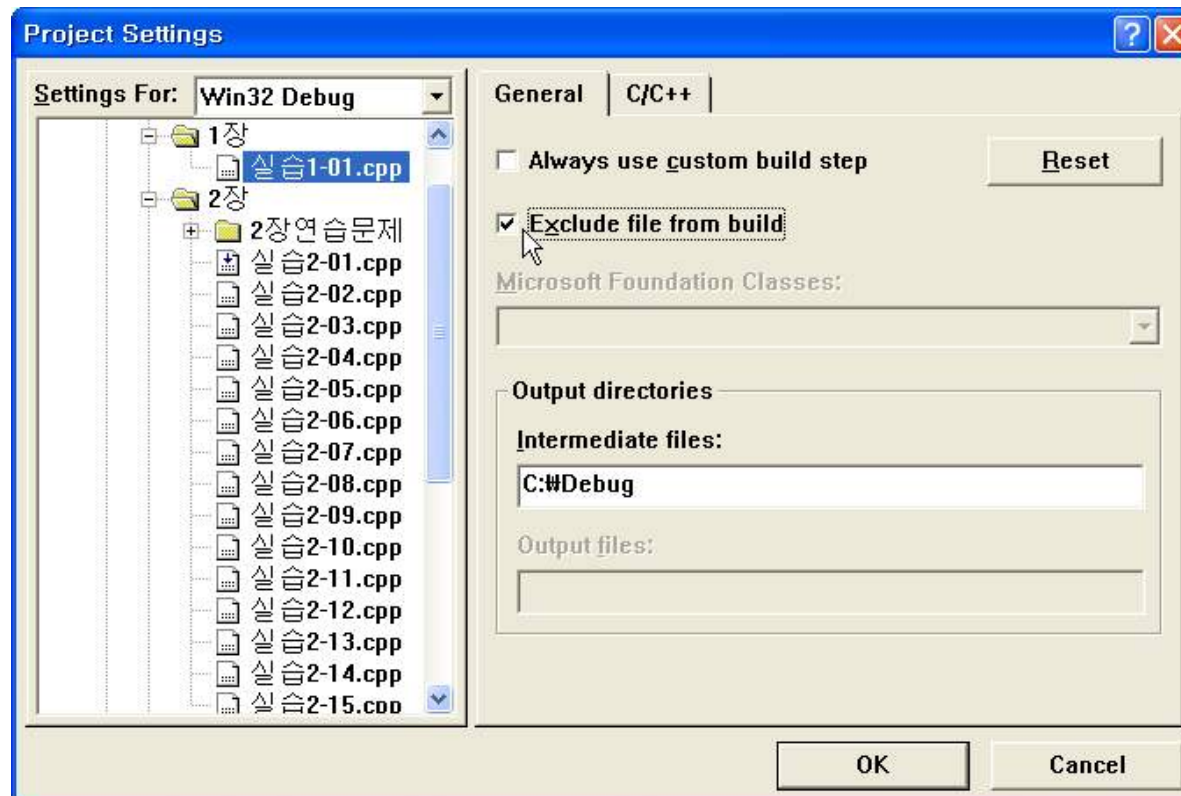 Project Settings
Settings For:
Win32 Debug
1장
실습1-01.cpp
2장
2장연습문제
실습2-01.cpp
실습2-02.cpp
실습2-03.cpp
실습2-04.cpp
실습2-05.cpp
실습2-06.cpp
실습2-07.cpp
실습2-08.cpp
실습2-09.cpp
실습2-10.cpp
실습2-11.cpp
실습2-12.cpp
실습2-13.cpp
실습2-14.cpp
실습2-15.cpp
General
C/C++
Always use custom build step
Reset
Exclude file from build
Microsoft Foundation Classes:
Output directories
Intermediate files:
C:₩Debug
Output files:
OK
Cancel